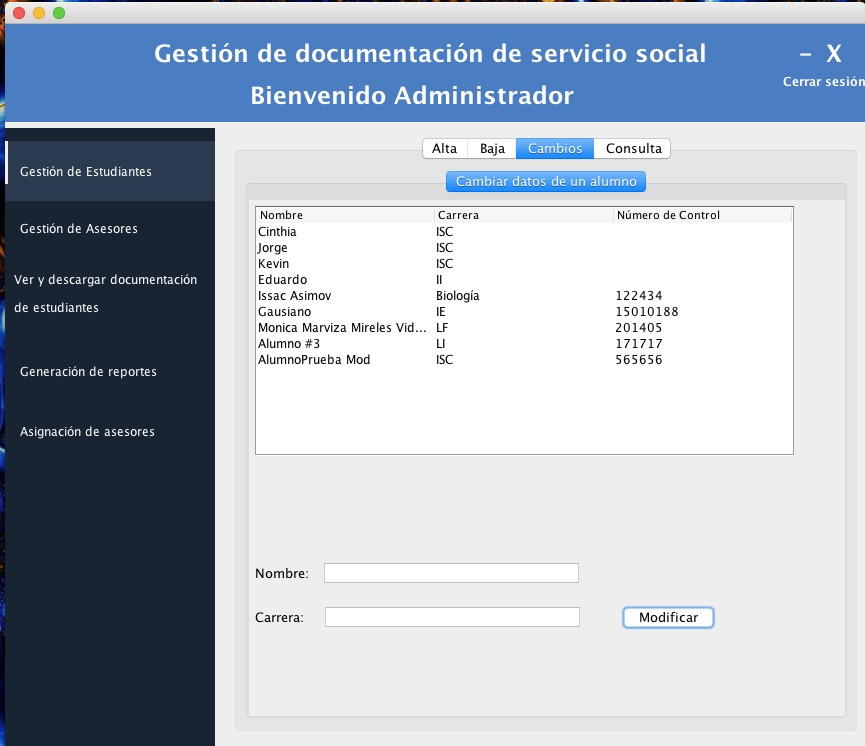 Gestión de documentación de servicio social
– X
Bienvenido Administrador
Cerrar sesión
Gestión de Estudiantes
Gestión de Asesores
Ver y descargar documentación
de estudiantes
Generación de reportes
Asignación de asesores
Alta Baja Cambios Consulta
Cambiar datos de un alumno
Nombre Carrera Número de Control
Cinthia ISC
Jorge ISC
Kevin ISC
Eduardo II
Issac Asimov Biología 122434
Gausiano IE 15010188
Monica Marviza Mireles Vid... LF 201405
Alumno #3 LI 171717
AlumnoPrueba Mod ISC 565656
Nombre:
Carrera:
Modificar